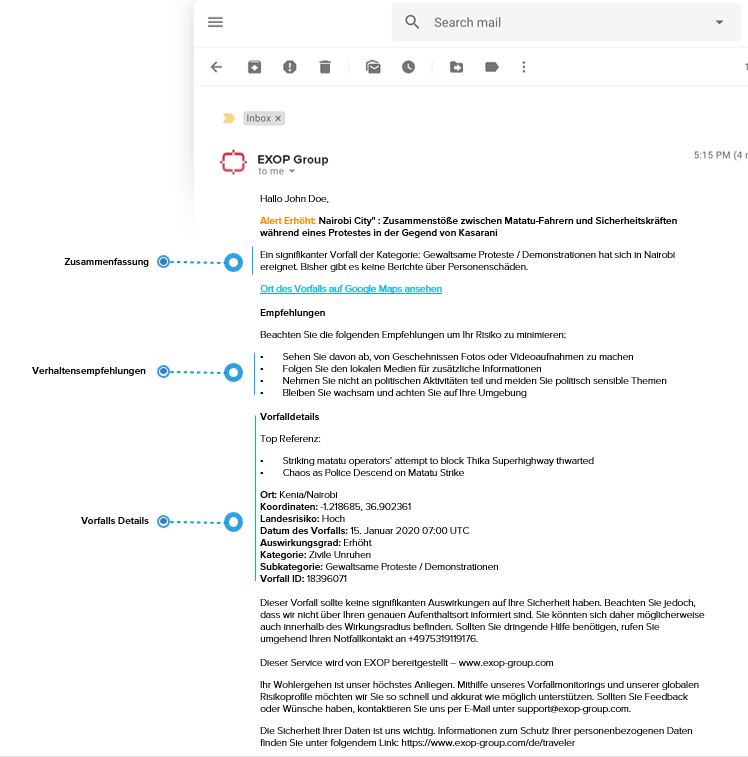 Search mail
Inbox ×
EXOP Group
5:15 PM (4
to me
Hallo John Doe,
Alert Erhöht: Nairobi City" : Zusammenstöße zwischen Matatu-Fahrern und Sicherheitskräften
während eines Protestes in der Gegend von Kasarani
Zusammenfassung
Ein signifikanter Vorfall der Kategorie: Gewaltsame Proteste / Demonstrationen hat sich in Nairobi
ereignet. Bisher gibt es keine Berichte über Personenschäden.
Ort des Vorfalls auf Google Maps ansehen
Empfehlungen
Beachten Sie die folgenden Empfehlungen um Ihr Risiko zu minimieren:
Verhaltensempfehlungen
• Sehen Sie davon ab, von Geschehnissen Fotos oder Videoaufnahmen zu machen
• Folgen Sie den lokalen Medien für zusätzliche Informationen
• Nehmen Sie nicht an politischen Aktivitäten teil und meiden Sie politisch sensible Themen
• Bleiben Sie wachsam und achten Sie auf Ihre Umgebung
Vorfalldetails
Top Referenz:
• Striking matatu operators' attempt to block Thika Superhighway thwarted
• Chaos as Police Descend on Matatu Strike
Vorfalls Details
Ort: Kenia/Nairobi
Koordinaten: -1.218685, 36.902361
Landesrisiko: Hoch
Datum des Vorfalls: 15. Januar 2020 07:00 UTC
Auswirkungsgrad: Erhöht
Kategorie: Zivile Unruhen
Subkategorie: Gewaltsame Proteste / Demonstrationen
Vorfall ID: 18396071
Dieser Vorfall sollte keine signifikanten Auswirkungen auf Ihre Sicherheit haben. Beachten Sie jedoch,
dass wir nicht über Ihren genauen Aufenthaltsort informiert sind. Sie könnten sich daher möglicherweise
auch innerhalb des Wirkungsradius befinden. Sollten Sie dringende Hilfe benötigen, rufen Sie
umgehend Ihren Notfallkontakt an +4975319119176.
Dieser Service wird von EXOP bereitgestellt – www.exop-group.com
Ihr Wohlergehen ist unser höchstes Anliegen. Mithilfe unseres Vorfallmonitorings und unserer globalen
Risikoprofile möchten wir Sie so schnell und akkurat wie möglich unterstützen. Sollten Sie Feedback
oder Wünsche haben, kontaktieren Sie uns per E-Mail unter support@exop-group.com.
Die Sicherheit Ihrer Daten ist uns wichtig. Informationen zum Schutz Ihrer personenbezogenen Daten
finden Sie unter folgendem Link: https://www.exop-group.com/de/traveler